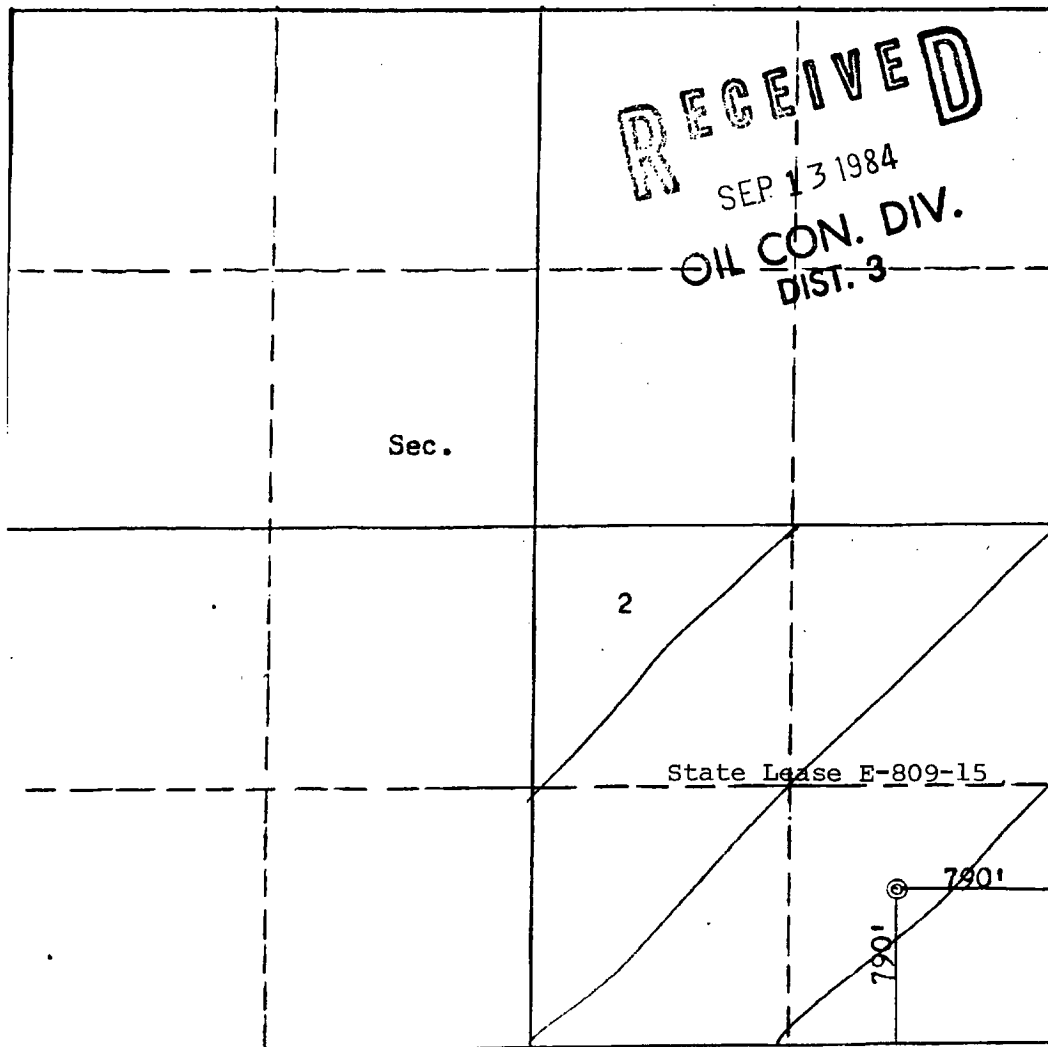 RECEIVED
SEP 13 1984
OIL CON. DIV.
DIST. 3
Sec.
2
State Lease E-809-15
790'
790'